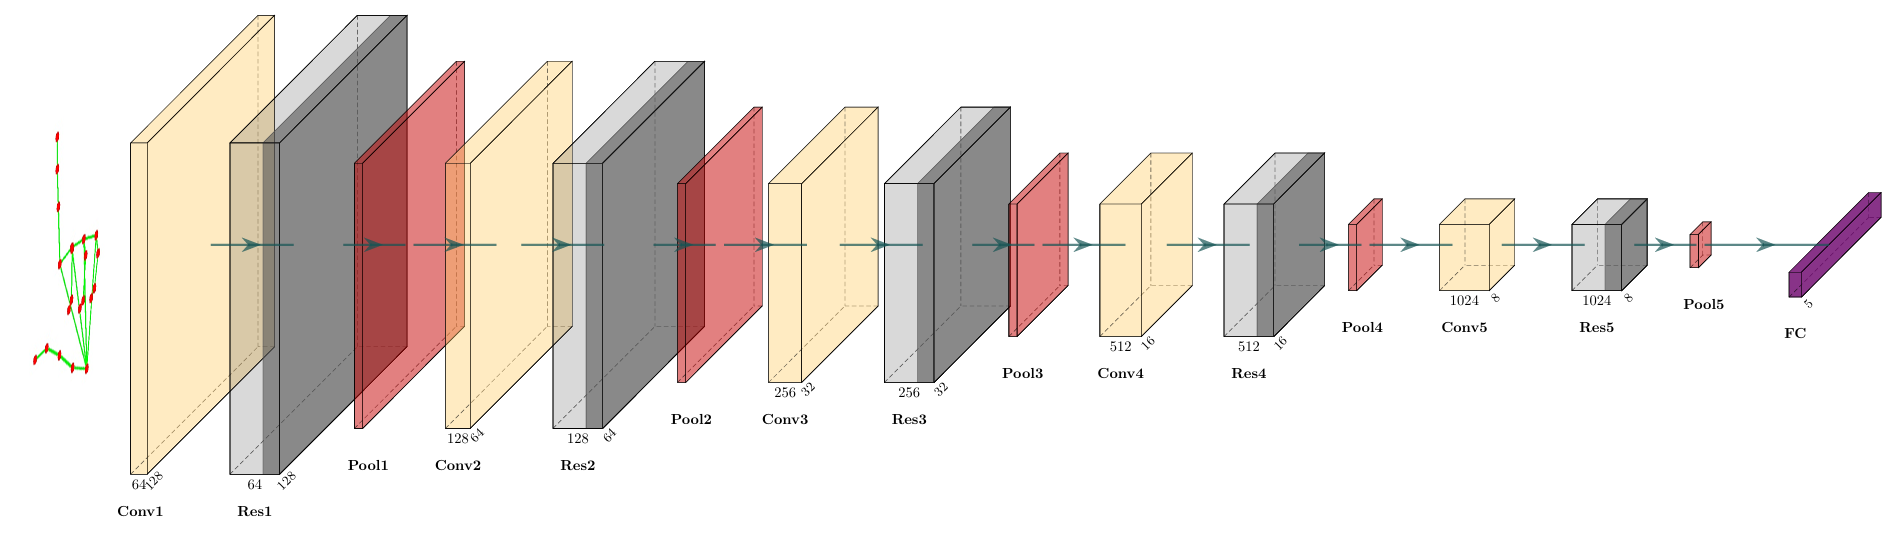 64 128
Conv1
64 128
Res1
Pool1
128 64
Conv2
128 64
Res2
Pool2
256 32
Conv3
256 32
Res3
Pool3
512 16
Conv4
512 16
Res4
Pool4
1024 8
Conv5
1024 8
Res5
Pool5
5
FC